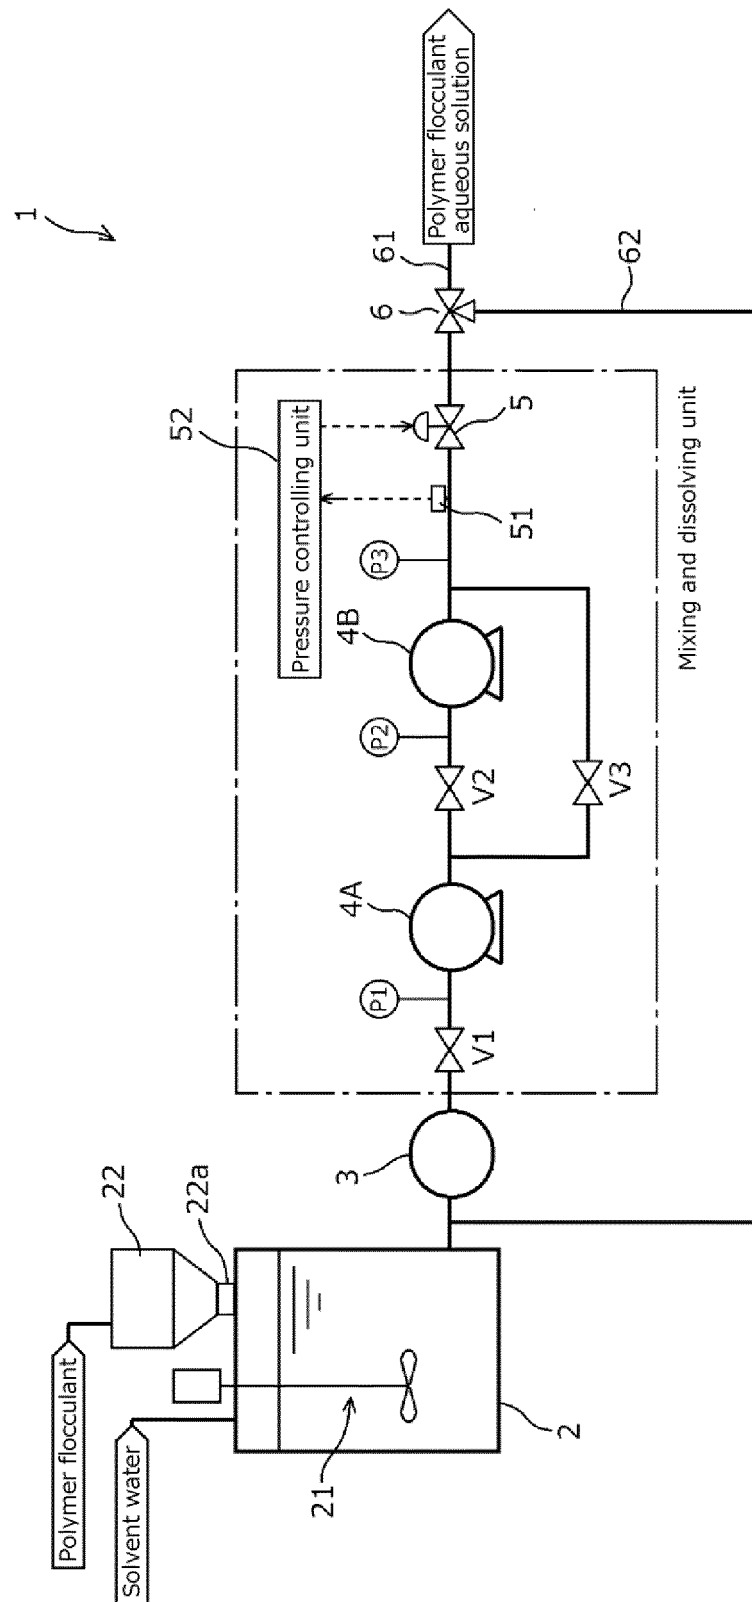 1
Polymer flocculant
aqueous solution
61
6
62
52
Pressure controlling unit
5
51
P3
4B
P2
V2
V3
Mixing and dissolving unit
4A
P1
V1
3
22
22a
Polymer flocculant
Solvent water
21
2